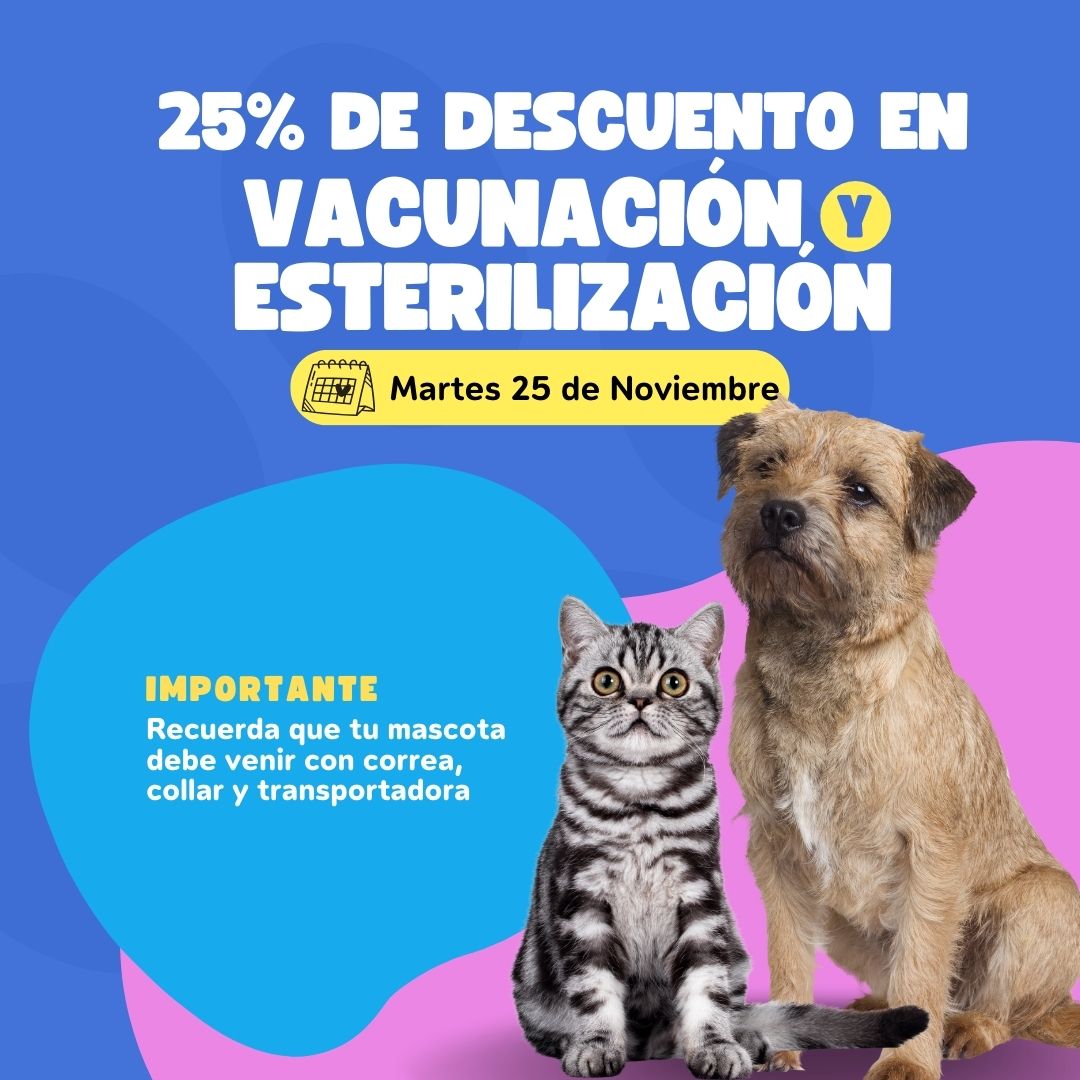 25% DE DESCUENTO EN
VACUNACIÓN Y
ESTERILIZACIÓN
Martes 25 de Noviembre
IMPORTANTE
Recuerda que tu mascota
debe venir con correa,
collar y transportadora